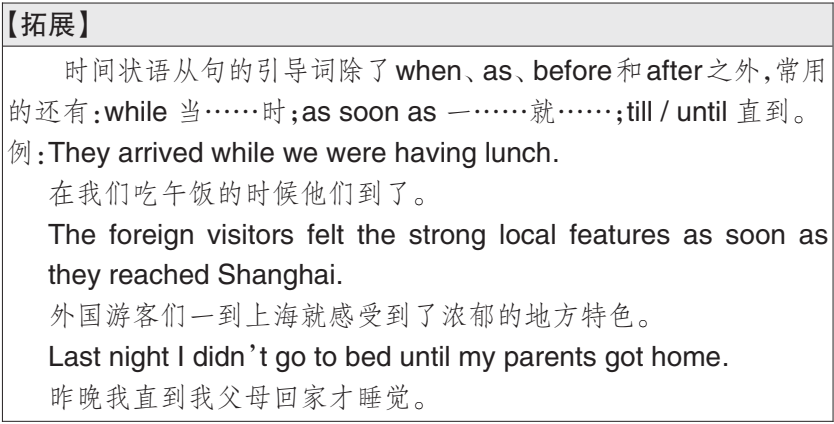 【拓展】
时间状语从句的引导词除了when、as、before和after之外,常用
的还有:while 当……时;as soon as 一……就……;till / until 直到。
例:They arrived while we were having lunch.
在我们吃午饭的时候他们到了。
The foreign visitors felt the strong local features as soon as
they reached Shanghai.
外国游客们一到上海就感受到了浓郁的地方特色。
Last night I didn’t go to bed until my parents got home.
昨晚我直到我父母回家才睡觉。